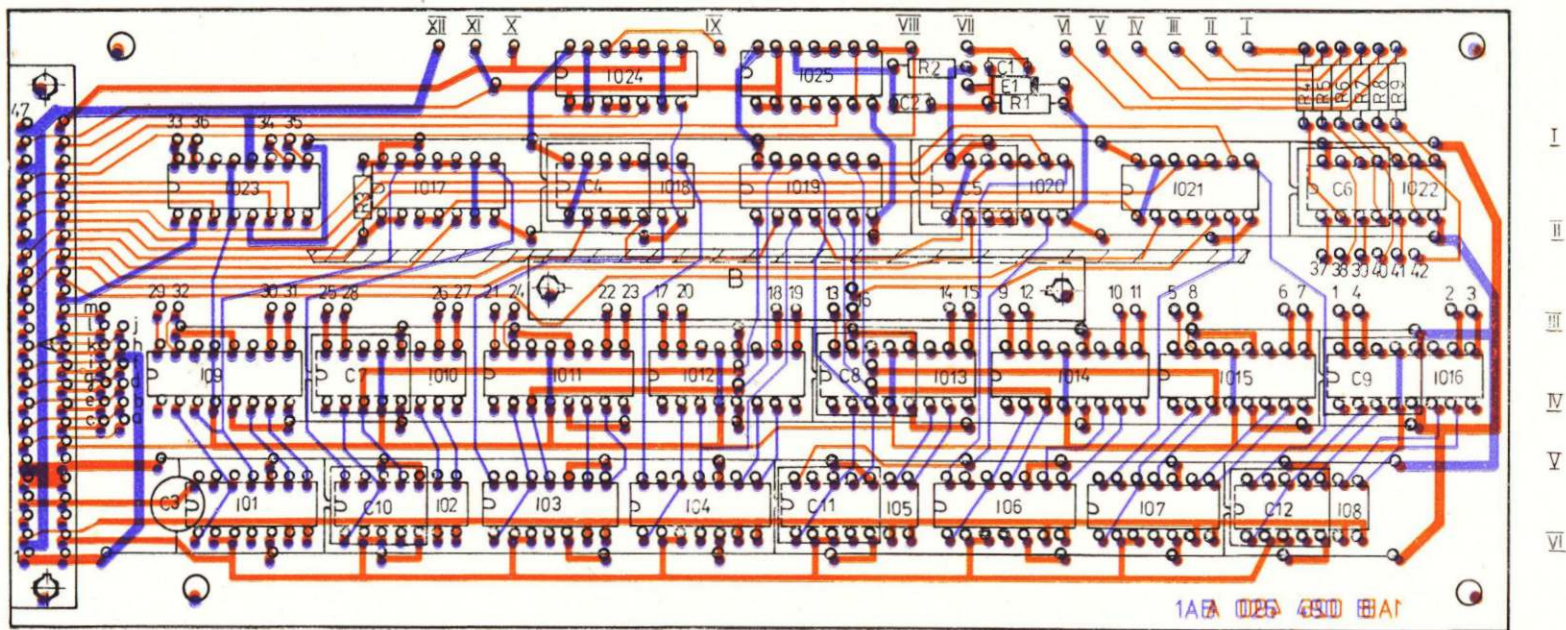 XII XI X IX VIII VII VI V IV III II I
IO24 IO25 R2 C1 E1 C2 R1 R4 R5 R6 R7 R8 R9
47
33 36 34 35
I
IO23 IO17 C4 IO18 IO19 C5 IO20 IO21 C6 IO22
II
B
37 38 39 40 41 42
29 32 30 31 25 28 26 27 21 24 22 23 17 20 18 19 13 16 14 15 9 12 10 11 5 8 6 7 1 4 2 3
m
l j
k h
III
A
IO9 C7 IO10 IO11 IO12 C8 IO13 IO14 IO15 C9 IO16
e
c a
IV
V
C3 IO1 C10 IO2 IO3 IO4 C11 IO5 IO6 IO7 C12 IO8
1
VI